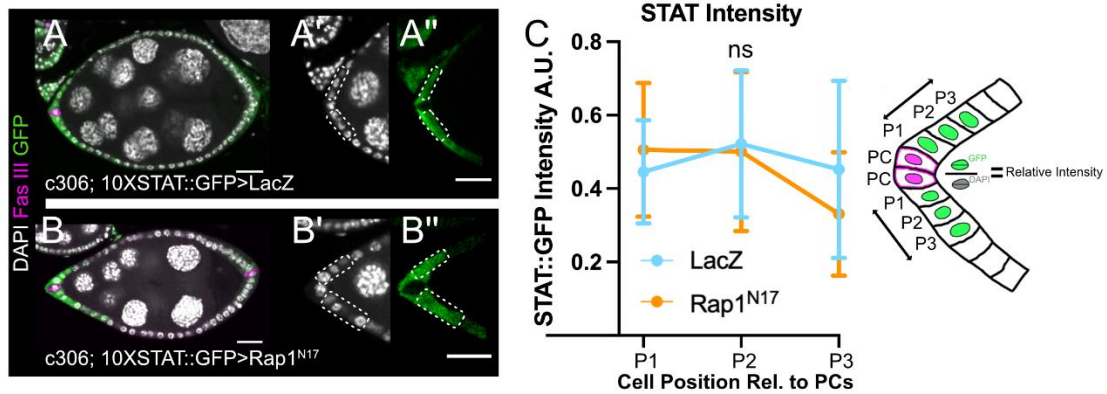 DAPI Fas III GFP
A
A'
A"
c306; 10XSTAT::GFP>LacZ
B
B'
B"
c306; 10XSTAT::GFP>Rap1N17
C
STAT Intensity
STAT::GFP Intensity A.U.
0.8
0.6
0.4
0.2
ns
LacZ
Rap1N17
P1
P2
P3
Cell Position Rel. to PCs
P3
P2
P1
PC
PC
P1
P2
P3
GFP
DAPI
Relative Intensity